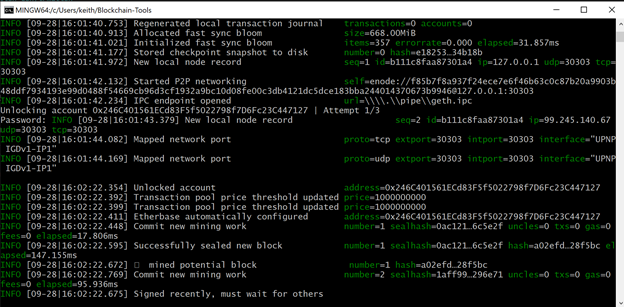 MINGW64:/c/Users/keith/Blockchain-Tools
INFO [09-28|16:01:40.753] Regenerated local transaction journal transactions=0 accounts=0
INFO [09-28|16:01:40.913] Allocated fast sync bloom size=668.00MiB
INFO [09-28|16:01:41.021] Initialized fast sync bloom items=357 errorrate=0.000 elapsed=31.857ms
INFO [09-28|16:01:41.177] Stored checkpoint snapshot to disk number=0 hash=e18253…34b18b
INFO [09-28|16:01:41.972] New local node record seq=1 id=b111c8faa87301a4 ip=127.0.0.1 udp=30303 tcp=
30303
INFO [09-28|16:01:42.132] Started P2P networking self=enode://f85b7f8a937f24ece7e6f46b63c0c87b20a9903b
48ddf7934193e99d0488f54669cb96d3cf1932a9bc10d08fe00c3db4121dc5dce183bba244014370673b9946@127.0.0.1:30303
INFO [09-28|16:01:42.234] IPC endpoint opened url=\\\\.\\pipe\\geth.ipc
Unlocking account 0x246C401561ECd83F5f5022798f7D6Fc23C447127 | Attempt 1/3
Password: INFO [09-28|16:01:43.379] New local node record seq=2 id=b111c8faa87301a4 ip=99.245.140.67
udp=30303 tcp=30303
INFO [09-28|16:01:44.082] Mapped network port proto=tcp extport=30303 intport=30303 interface="UPNP
IGDv1-IP1"
INFO [09-28|16:01:44.169] Mapped network port proto=udp extport=30303 intport=30303 interface="UPNP
IGDv1-IP1"
INFO [09-28|16:02:22.354] Unlocked account address=0x246C401561ECd83F5f5022798f7D6Fc23C447127
INFO [09-28|16:02:22.392] Transaction pool price threshold updated price=1000000000
INFO [09-28|16:02:22.399] Transaction pool price threshold updated price=1000000000
INFO [09-28|16:02:22.411] Etherbase automatically configured address=0x246C401561ECd83F5f5022798f7D6Fc23C447127
INFO [09-28|16:02:22.448] Commit new mining work number=1 sealhash=0ac121…6c5e2f uncles=0 txs=0 gas=0
fees=0 elapsed=17.806ms
INFO [09-28|16:02:22.595] Successfully sealed new block number=1 sealhash=0ac121…6c5e2f hash=a02efd…28f5bc el
apsed=147.155ms
INFO [09-28|16:02:22.672] □ mined potential block number=1 hash=a02efd…28f5bc
INFO [09-28|16:02:22.769] Commit new mining work number=2 sealhash=1aff99…296e71 uncles=0 txs=0 gas=0
fees=0 elapsed=95.936ms
INFO [09-28|16:02:22.675] Signed recently, must wait for others